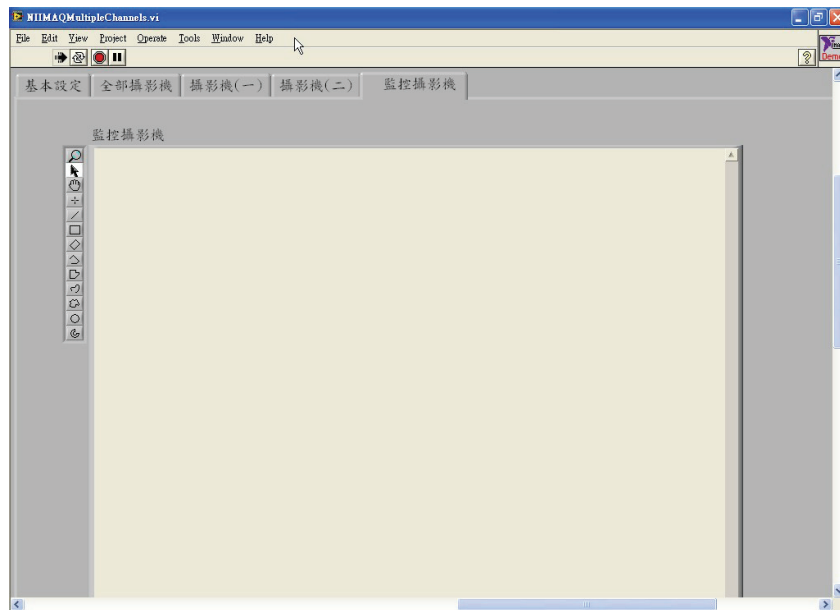 NIIMAQMultipleChannels.vi
File Edit View Project Operate Tools Window Help
?
Demo
基本設定 全部攝影機 攝影機(一) 攝影機(二) 監控攝影機
監控攝影機